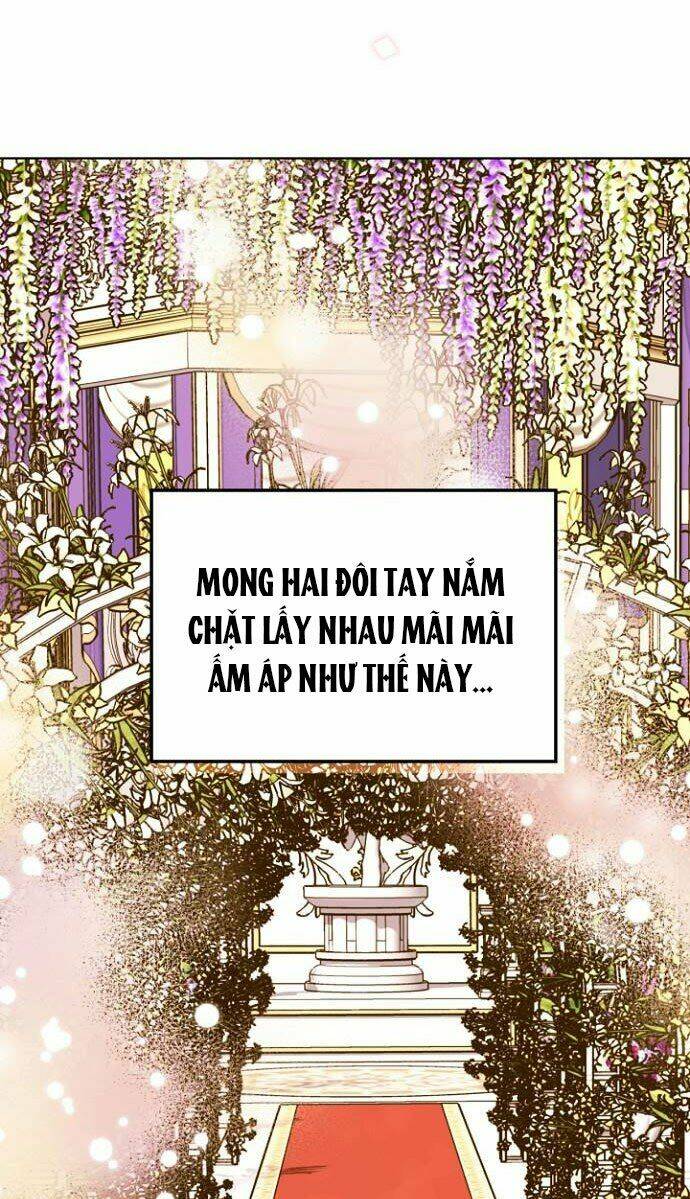 MONG HAI ĐÔI TAY NẮM
CHẶT LẤY NHAU MÃI MÃI
ẤM ÁP NHƯ THẾ NÀY...